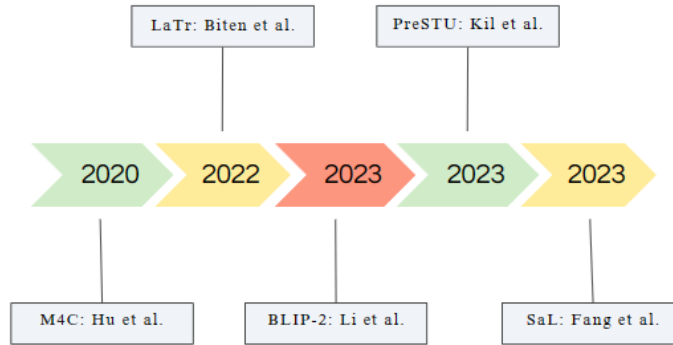 LaTr: Biten et al.
PreSTU: Kil et al.
2020
2022
2023
2023
2023
M4C: Hu et al.
BLIP-2: Li et al.
SaL: Fang et al.